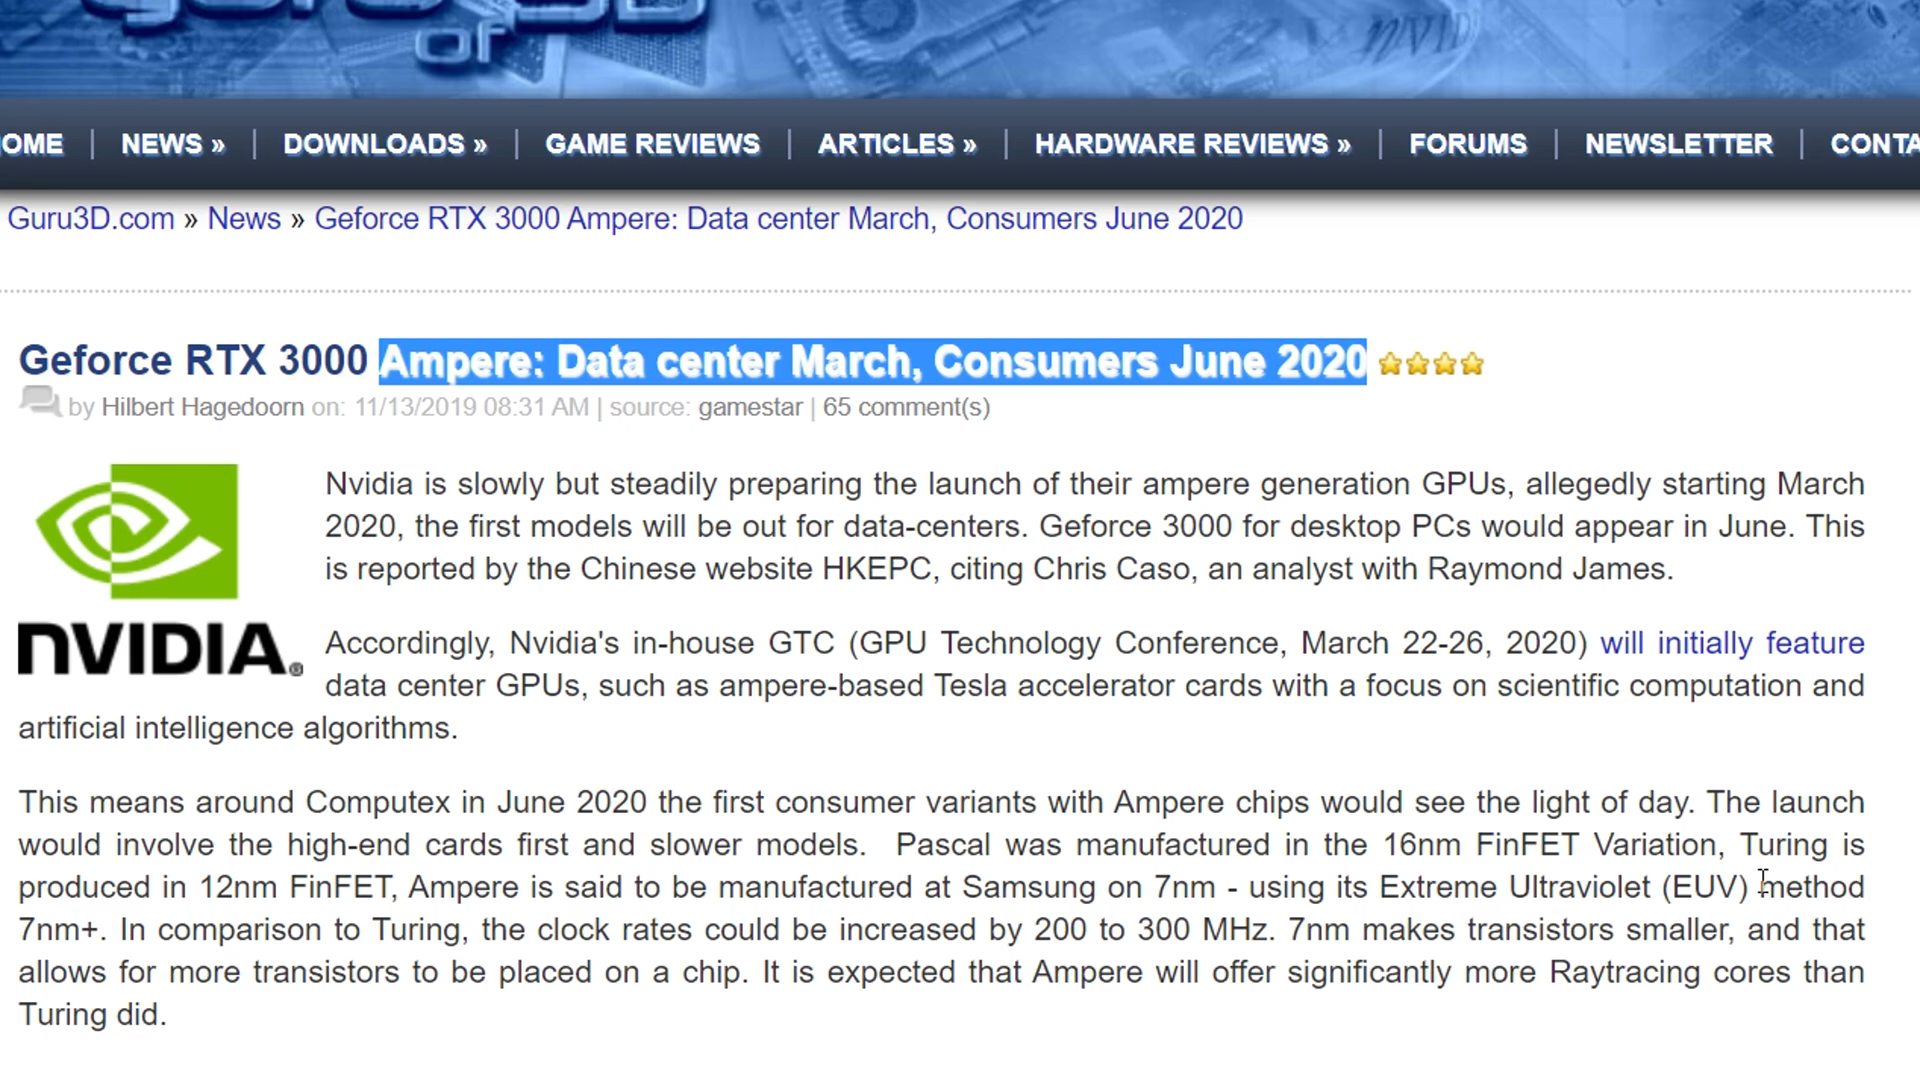 guru of 3D
nVIDI
OME | NEWS » | DOWNLOADS » | GAME REVIEWS | ARTICLES » | HARDWARE REVIEWS » | FORUMS | NEWSLETTER | CONTA
Guru3D.com » News » Geforce RTX 3000 Ampere: Data center March, Consumers June 2020
Geforce RTX 3000 Ampere: Data center March, Consumers June 2020
by Hilbert Hagedoorn on: 11/13/2019 08:31 AM | source: gamestar | 65 comment(s)
Nvidia is slowly but steadily preparing the launch of their ampere generation GPUs, allegedly starting March
2020, the first models will be out for data-centers. Geforce 3000 for desktop PCs would appear in June. This
is reported by the Chinese website HKEPC, citing Chris Caso, an analyst with Raymond James.
nVIDIA®
Accordingly, Nvidia's in-house GTC (GPU Technology Conference, March 22-26, 2020) will initially feature
data center GPUs, such as ampere-based Tesla accelerator cards with a focus on scientific computation and
artificial intelligence algorithms.
This means around Computex in June 2020 the first consumer variants with Ampere chips would see the light of day. The launch
would involve the high-end cards first and slower models. Pascal was manufactured in the 16nm FinFET Variation, Turing is
produced in 12nm FinFET, Ampere is said to be manufactured at Samsung on 7nm - using its Extreme Ultraviolet (EUV) method
7nm+. In comparison to Turing, the clock rates could be increased by 200 to 300 MHz. 7nm makes transistors smaller, and that
allows for more transistors to be placed on a chip. It is expected that Ampere will offer significantly more Raytracing cores than
Turing did.